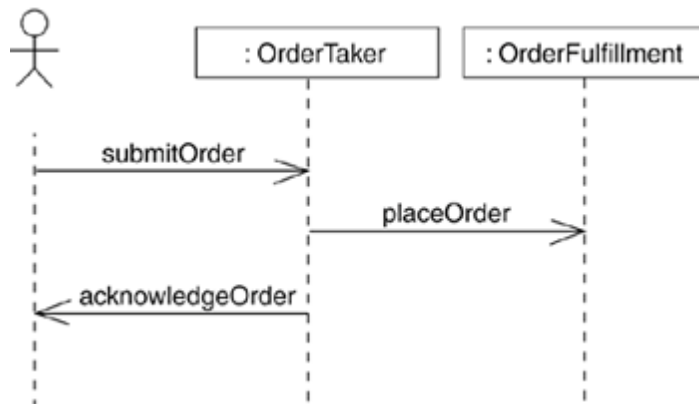 : OrderTaker
: OrderFulfillment
submitOrder
placeOrder
acknowledgeOrder